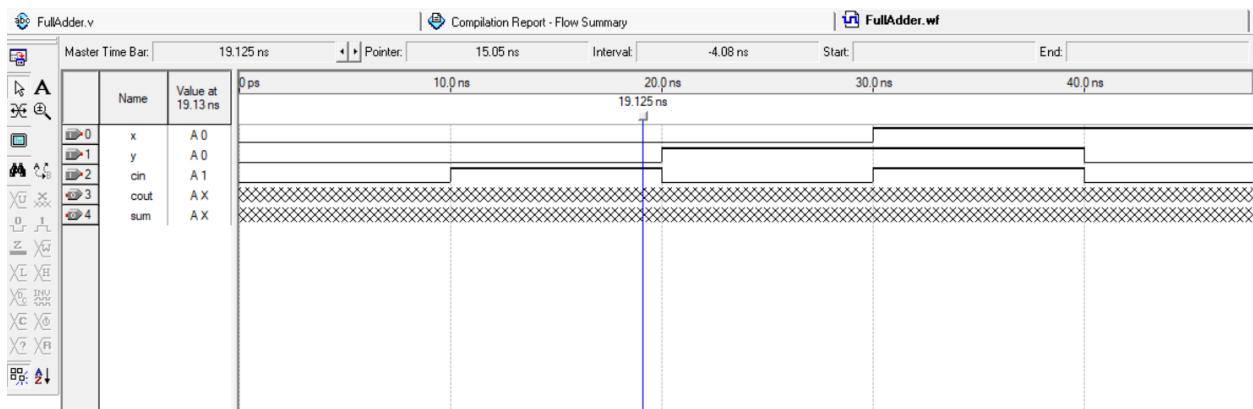 abc FullAdder.v Compilation Report - Flow Summary FullAdder.wf
Master Time Bar: 19.125 ns Pointer: 15.05 ns Interval: -4.08 ns Start: End:
Name Value at 19.13 ns 0 ps 10.0 ns 20.0 ns 30.0 ns 40.0 ns
19.125 ns
0 x A 0
1 y A 0
2 cin A 1
3 cout A X
4 sum A X